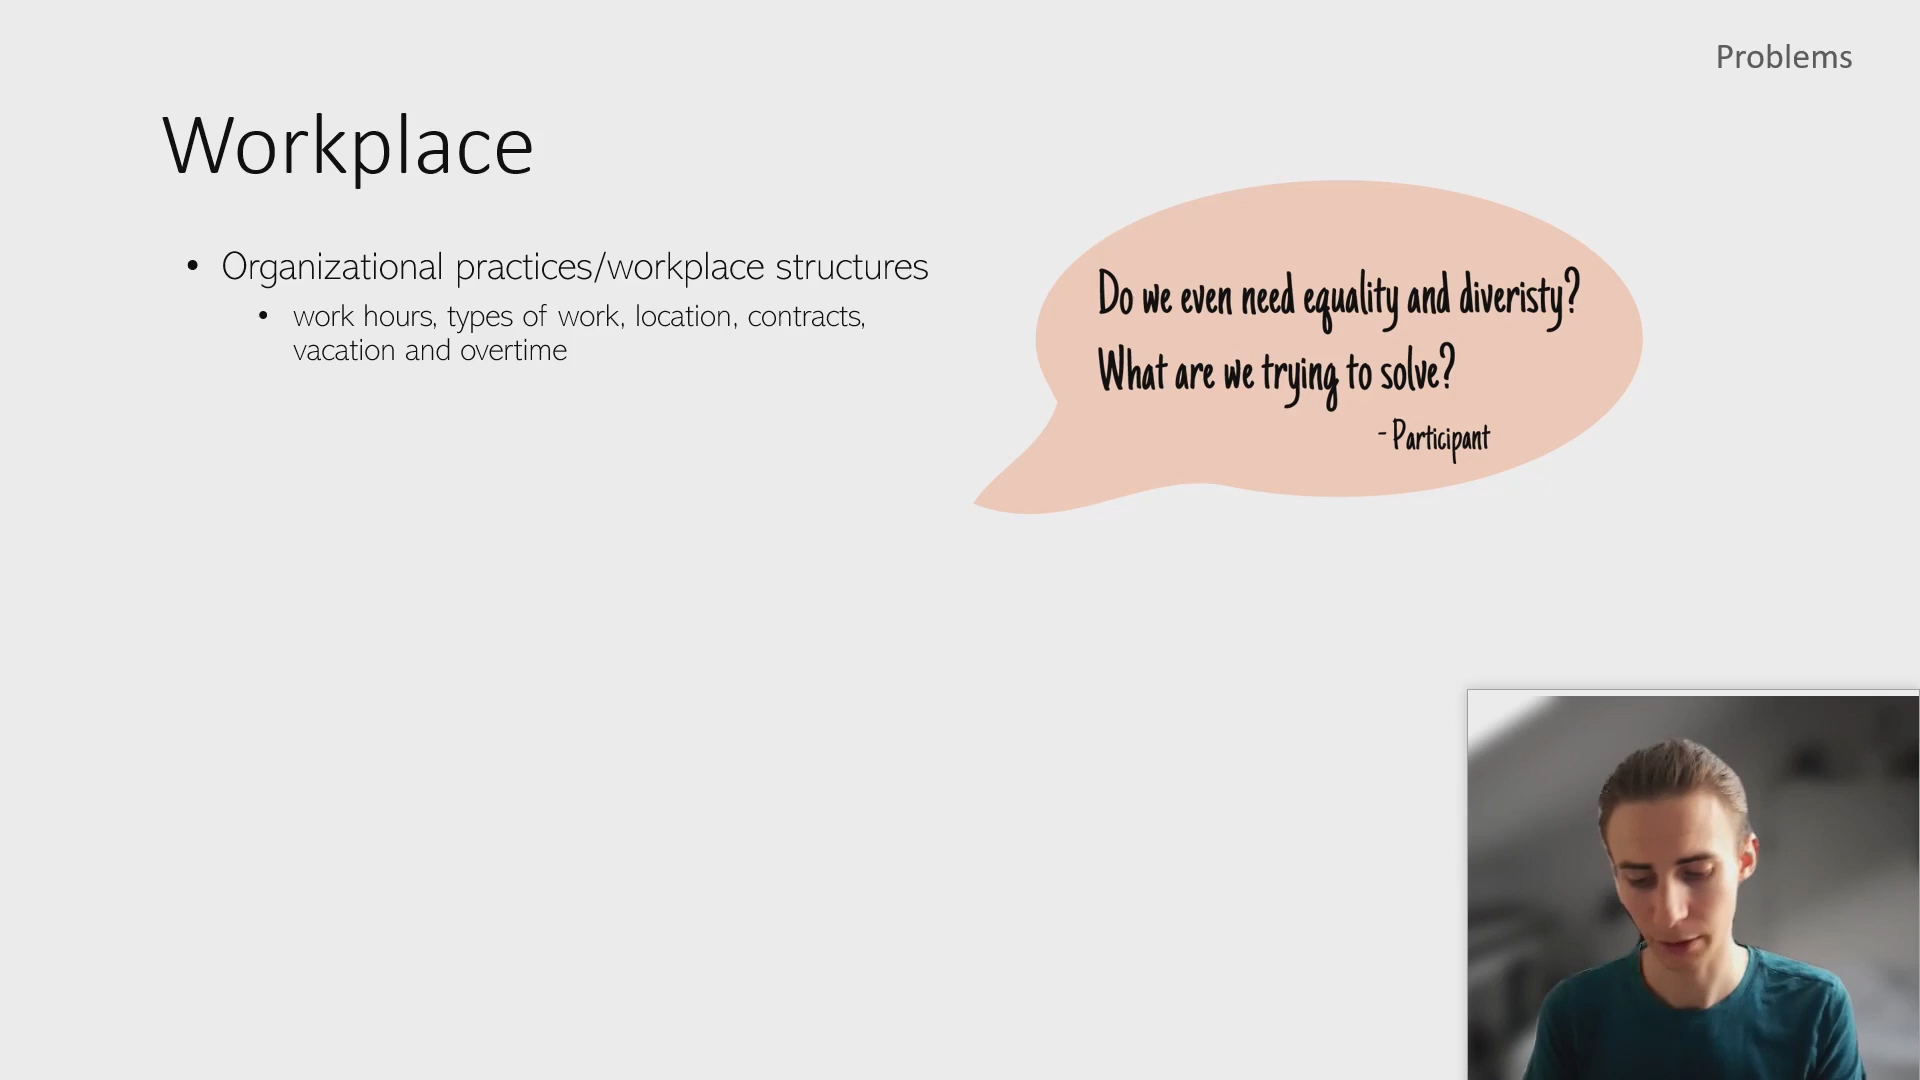 Problems
Workplace
• Organizational practices/workplace structures
• work hours, types of work, location, contracts,
vacation and overtime
Do we even need equality and diveristy?
What are we trying to solve?
- Participant